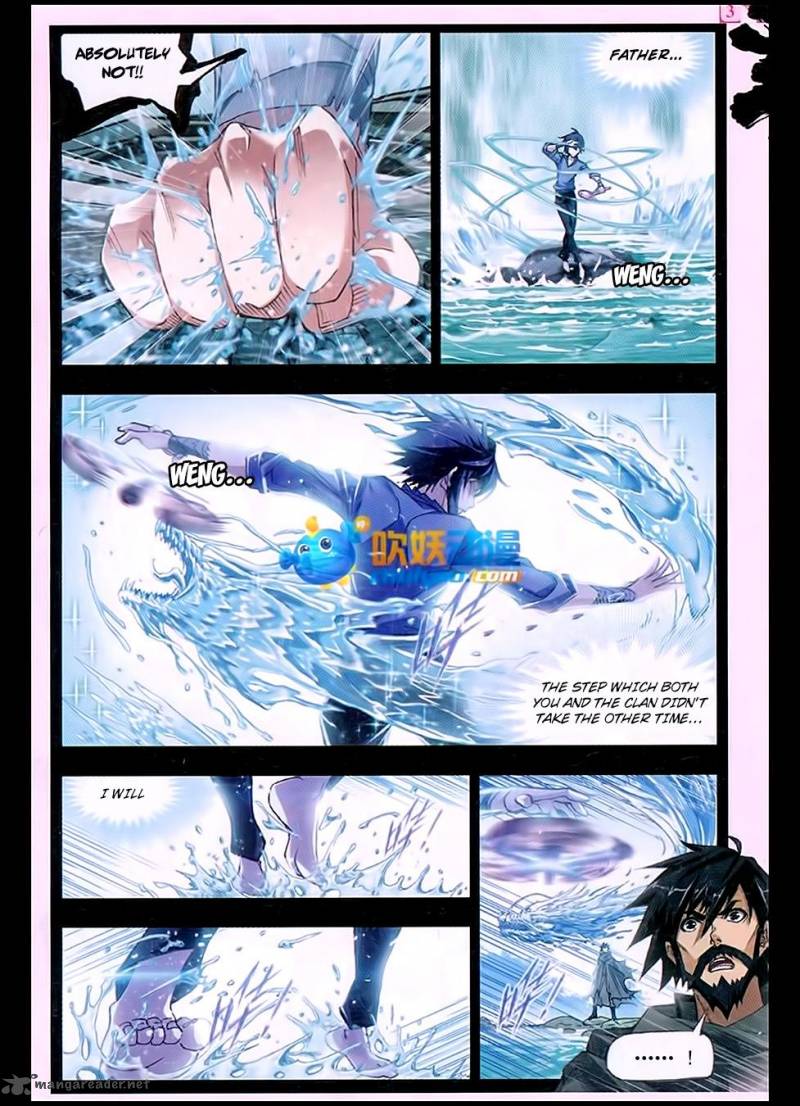 3
ABSOLUTELY
NOT!!
FATHER...
WENG...
WENG...
吹妖动漫
.com
THE STEP WHICH BOTH
YOU AND THE CLAN DIDN'T
TAKE THE OTHER TIME...
I WILL
...... !
mangareader.net